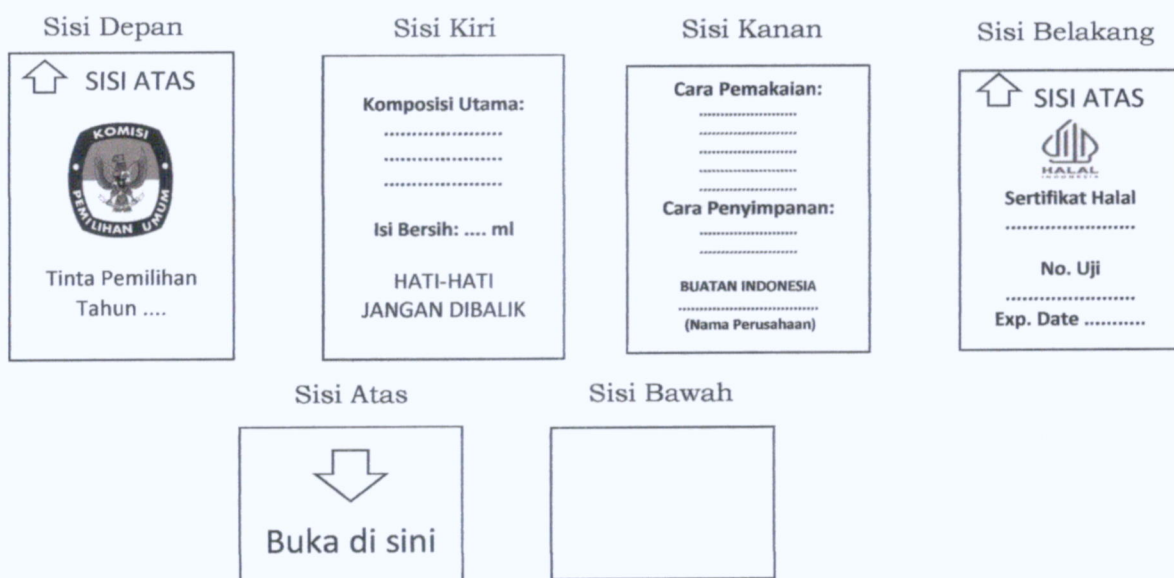 Sisi Depan
SISI ATAS
KOMISI
PEMILIHAN UMUM
Tinta Pemilihan
Tahun ....
Sisi Kiri
Komposisi Utama:
......................
......................
......................
Isi Bersih: .... ml
HATI-HATI
JANGAN DIBALIK
Sisi Kanan
Cara Pemakaian:
......................
......................
......................
......................
......................
Cara Penyimpanan:
......................
......................
BUATAN INDONESIA
................................
(Nama Perusahaan)
Sisi Belakang
SISI ATAS
HALAL
INDONESIA
Sertifikat Halal
........................
No. Uji
........................
Exp. Date ...........
Sisi Atas
Buka di sini
Sisi Bawah